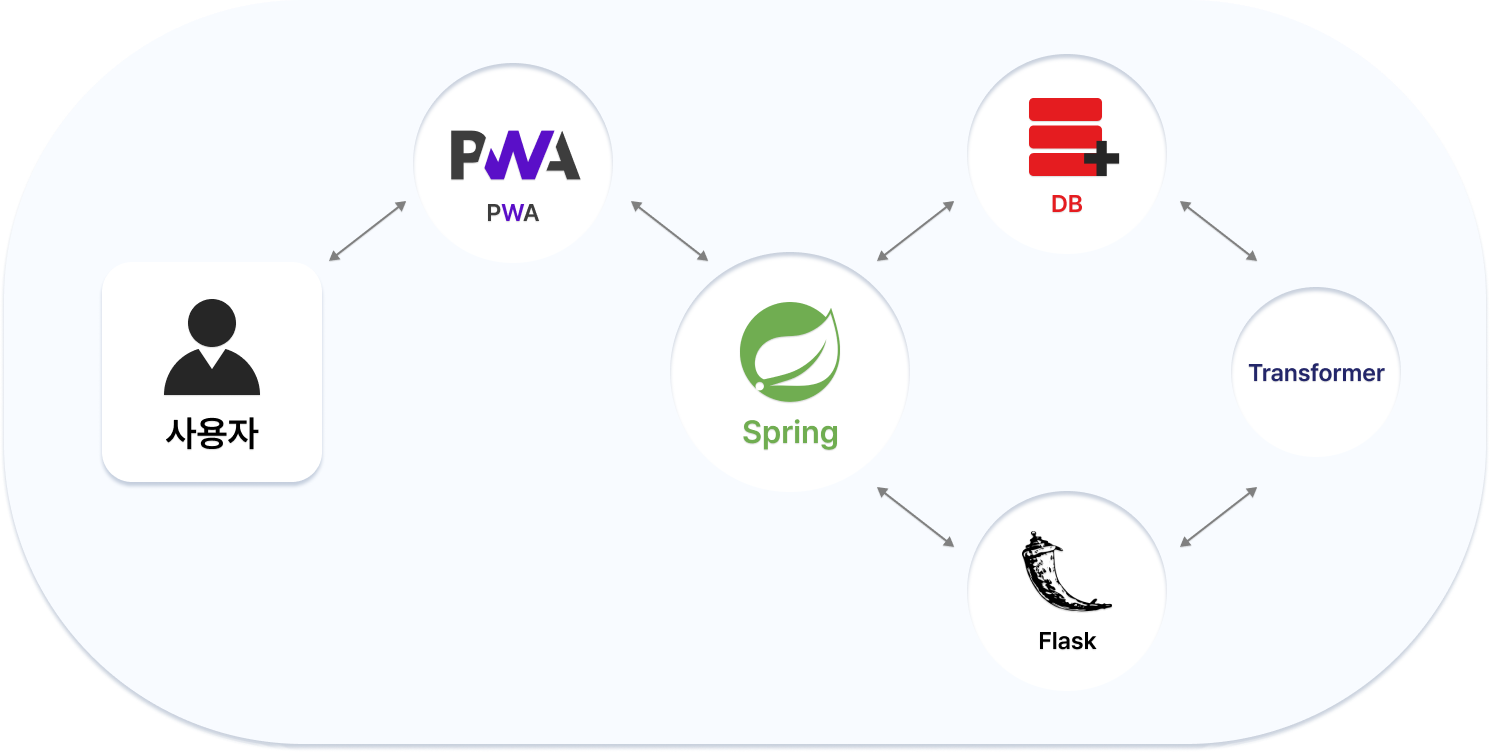 PWA
PWA
DB
사용자
Spring
Transformer
Flask